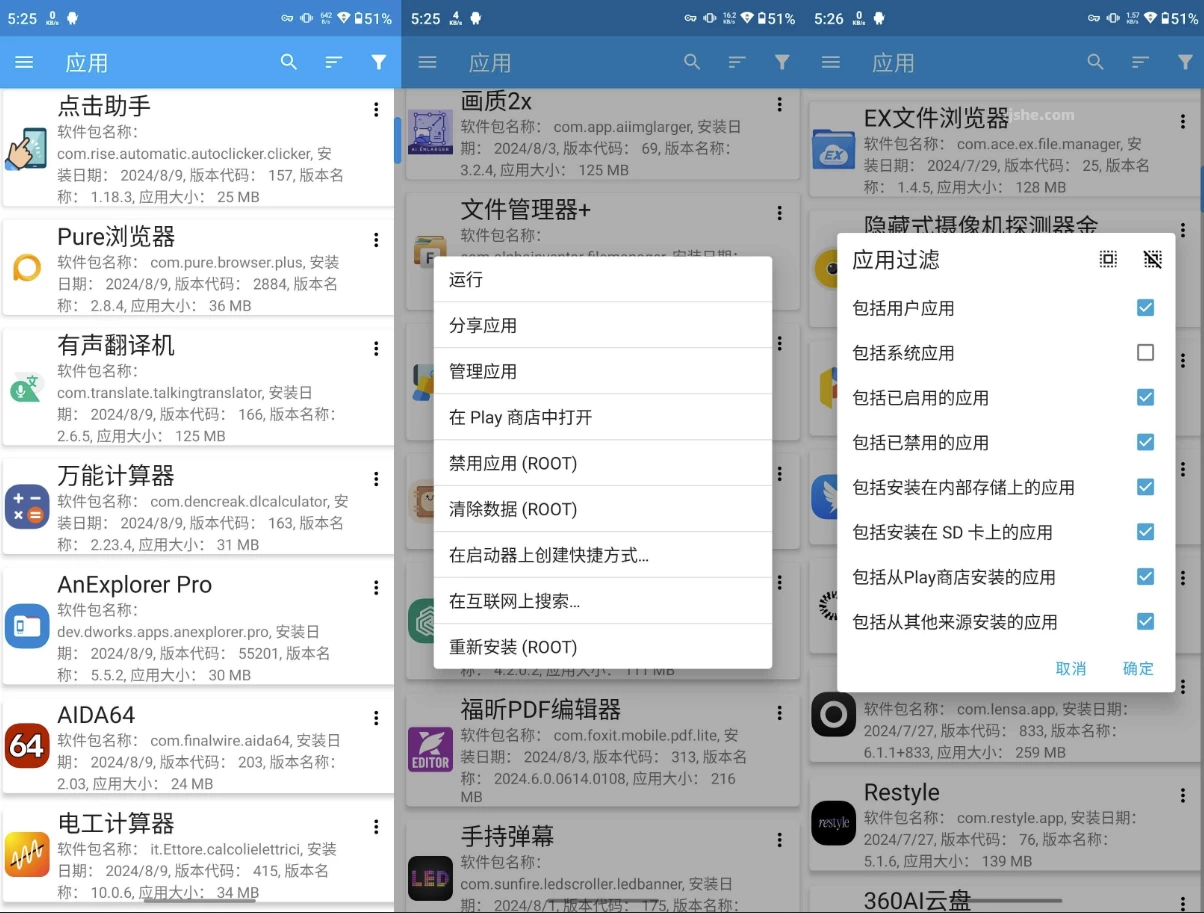 5:25 0 KB/s 642 B/s 51%
应用
点击助手
软件包名称：
com.rise.automatic.autoclicker.clicker, 安
装日期： 2024/8/9, 版本代码： 157, 版本名
称： 1.18.3, 应用大小： 25 MB
Pure浏览器
软件包名称： com.pure.browser.plus, 安装
日期： 2024/8/9, 版本代码： 2884, 版本名
称： 2.8.4, 应用大小： 36 MB
有声翻译机
软件包名称：
com.translate.talkingtranslator, 安装日
期： 2024/8/9, 版本代码： 166, 版本名称：
2.6.5, 应用大小： 125 MB
万能计算器
软件包名称： com.dencreak.dlcalculator, 安
装日期： 2024/8/9, 版本代码： 163, 版本名
称： 2.23.4, 应用大小： 31 MB
AnExplorer Pro
软件包名称：
dev.dworks.apps.anexplorer.pro, 安装日
期： 2024/8/9, 版本代码： 55201, 版本名
称： 5.5.2, 应用大小： 30 MB
64
AIDA64
软件包名称： com.finalwire.aida64, 安装日
期： 2024/8/9, 版本代码： 203, 版本名称：
2.03, 应用大小： 24 MB
电工计算器
软件包名称： it.Ettore.calcolielettrici, 安装
日期： 2024/8/9, 版本代码： 415, 版本名
称： 10.0.6, 应用大小： 34 MB
5:25 4 KB/s 16.2 KB/s 51%
应用
画质2x
AI ENLARGER
软件包名称： com.app.aiimglarger, 安装日
期： 2024/8/3, 版本代码： 69, 版本名称：
3.2.4, 应用大小： 125 MB
文件管理器+
F
软件包名称：
运行
分享应用
管理应用
在 Play 商店中打开
禁用应用 (ROOT)
清除数据 (ROOT)
在启动器上创建快捷方式...
在互联网上搜索...
重新安装 (ROOT)
称： 4.2.0.2, 应用大小： 111 MB
福昕PDF编辑器
EDITOR
软件包名称： com.foxit.mobile.pdf.lite, 安
装日期： 2024/8/3, 版本代码： 313, 版本名
称： 2024.6.0.0614.0108, 应用大小： 216
MB
手持弹幕
LED
软件包名称：
com.sunfire.ledscroller.ledbanner, 安装日
期： 2024/8/1, 版本代码： 175, 版本名称：
5:26 0 KB/s 1.57 KB/s 51%
应用
EX文件浏览器
jshe.com
EX
软件包名称： com.ace.ex.file.manager, 安
装日期： 2024/7/29, 版本代码： 25, 版本名
称： 1.4.5, 应用大小： 128 MB
隐藏式摄像机探测器金
应用过滤
包括用户应用
包括系统应用
包括已启用的应用
包括已禁用的应用
包括安装在内部存储上的应用
包括安装在 SD 卡上的应用
包括从Play商店安装的应用
包括从其他来源安装的应用
取消 确定
软件包名称： com.lensa.app, 安装日期：
2024/7/27, 版本代码： 833, 版本名称：
6.1.1+833, 应用大小： 259 MB
Restyle
restyle
软件包名称： com.restyle.app, 安装日期：
2024/7/27, 版本代码： 76, 版本名称：
5.1.6, 应用大小： 139 MB
360AI云盘